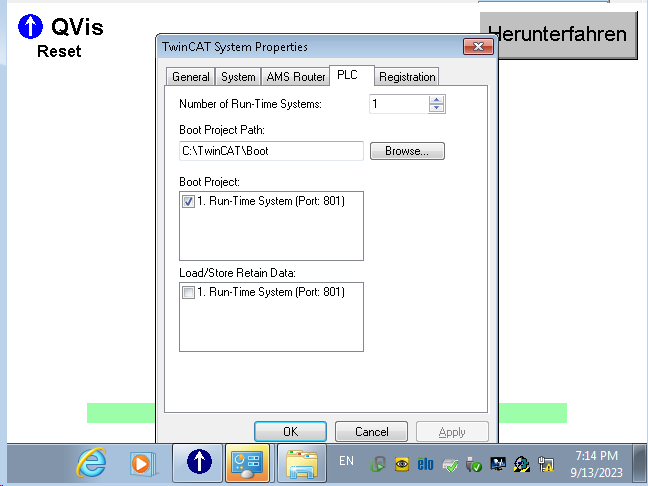 QVis
Reset
Herunterfahren
TwinCAT System Properties
General System AMS Router PLC Registration
Number of Run-Time Systems: 1
Boot Project Path:
C:\TwinCAT\Boot Browse...
Boot Project:
1. Run-Time System (Port: 801)
Load/Store Retain Data:
1. Run-Time System (Port: 801)
OK Cancel Apply
EN elo 7:14 PM
9/13/2023